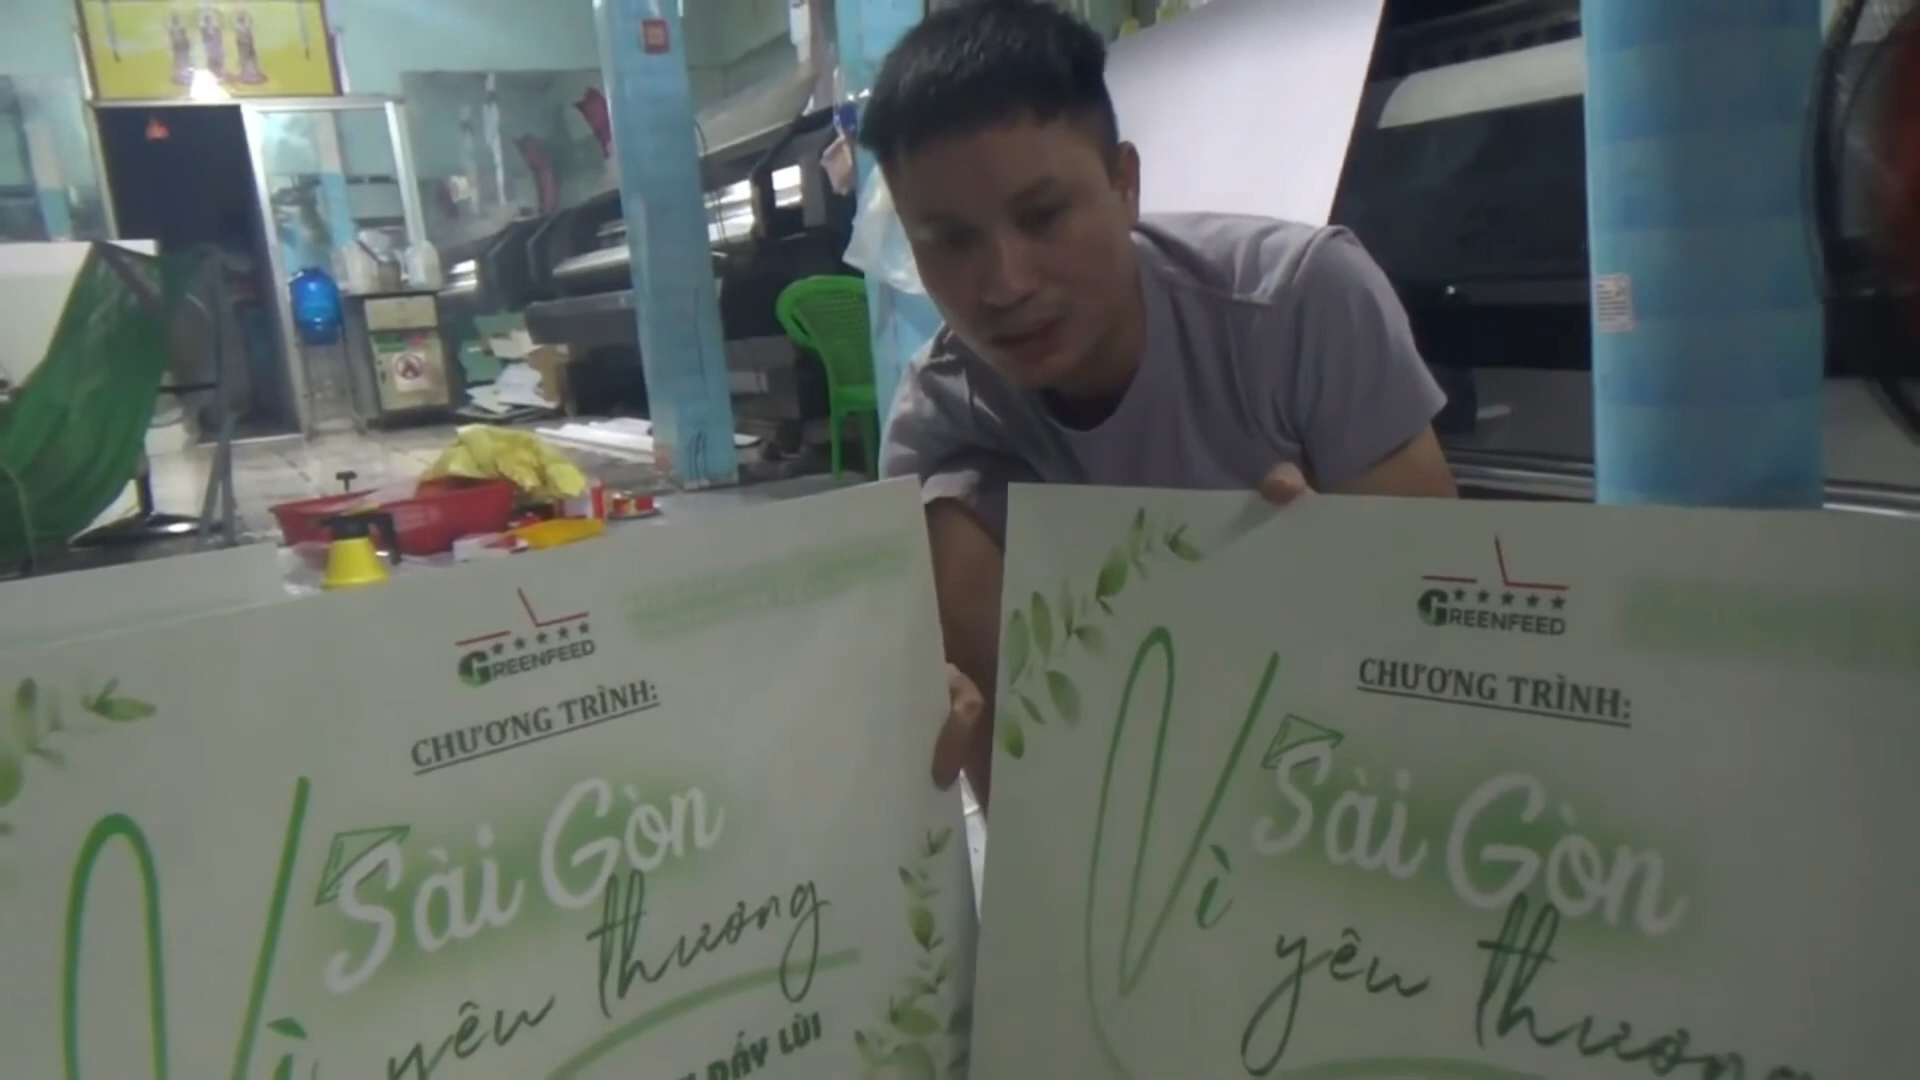 GREENFEED
CHƯƠNG TRÌNH:
Vì Sài Gòn
yêu thương
ĐẨY LÙI
GREENFEED
CHƯƠNG TRÌNH:
Vì Sài Gòn
yêu thương